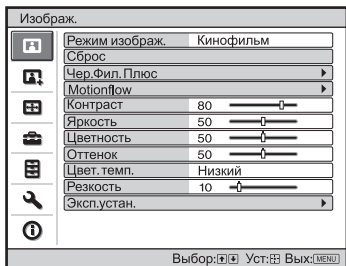 Изображ.
Режим изображ. Кинофильм
Сброс
Чер.Фил.Плюс
Motionflow
Контраст 80
Яркость 50
Цветность 50
Оттенок 50
Цвет.темп. Низкий
Резкость 10
Эксп.устан.
Выбор: Уст: Вых:MENU